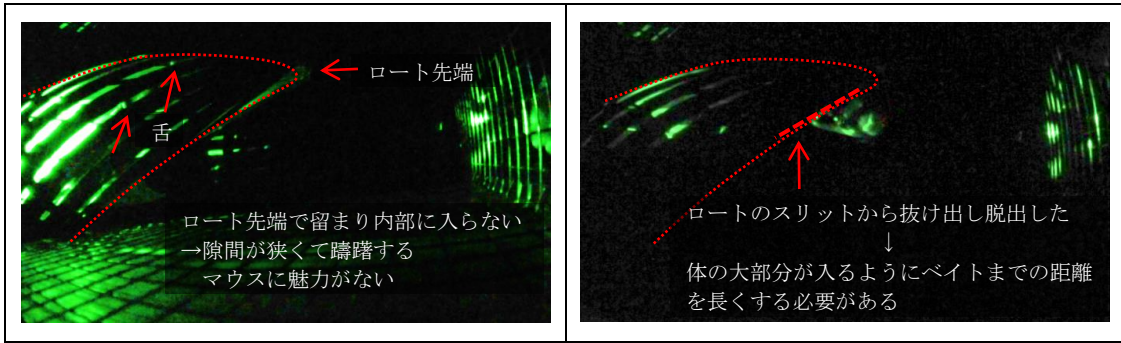 ロート先端
舌
ロート先端で留まり内部に入らない
→隙間が狭くて躊躇する
マウスに魅力がない
ロートのスリットから抜け出し脱出した
↓
体の大部分が入るようにベイトまでの距離
を長くする必要がある